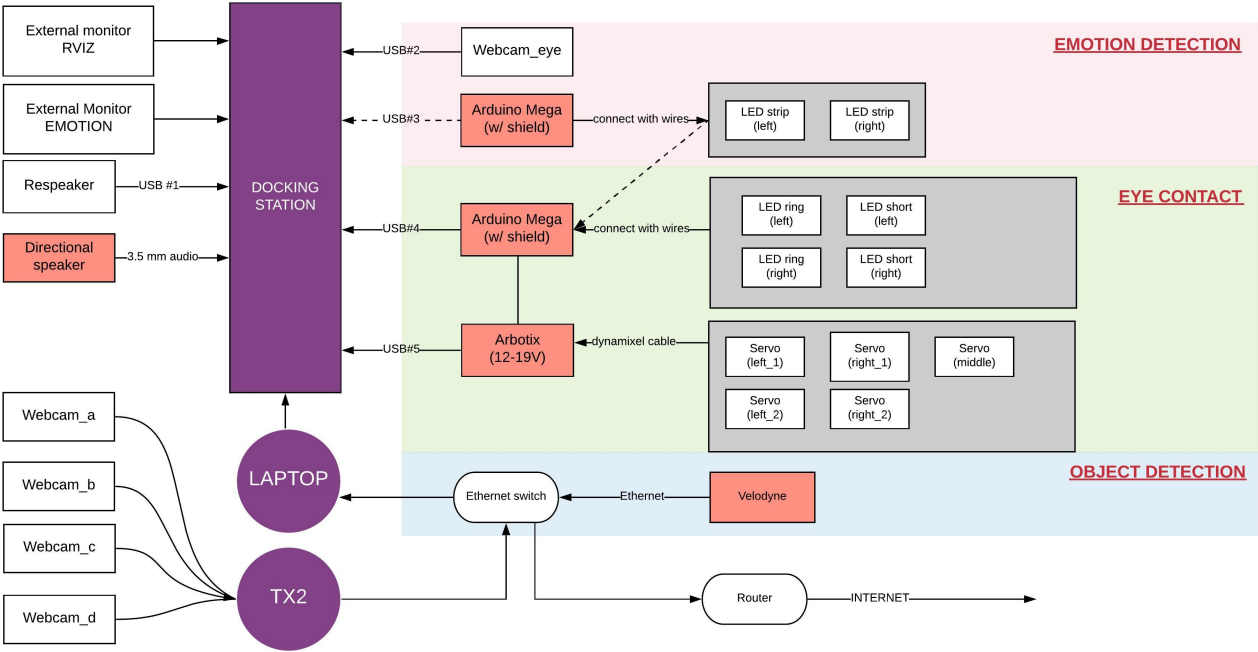 External monitor
RVIZ
External Monitor
EMOTION
Respeaker
USB #1
Directional
speaker
3.5 mm audio
DOCKING
STATION
EMOTION DETECTION
USB#2
Webcam_eye
USB#3
Arduino Mega
(w/ shield)
connect with wires
LED strip
(left)
LED strip
(right)
EYE CONTACT
USB#4
Arduino Mega
(w/ shield)
connect with wires
LED ring
(left)
LED short
(left)
LED ring
(right)
LED short
(right)
USB#5
Arbotix
(12-19V)
dynamixel cable
Servo
(left_1)
Servo
(right_1)
Servo
(middle)
Servo
(left_2)
Servo
(right_2)
OBJECT DETECTION
LAPTOP
Ethernet switch
Ethernet
Velodyne
Webcam_a
Webcam_b
Webcam_c
Webcam_d
TX2
Router
INTERNET